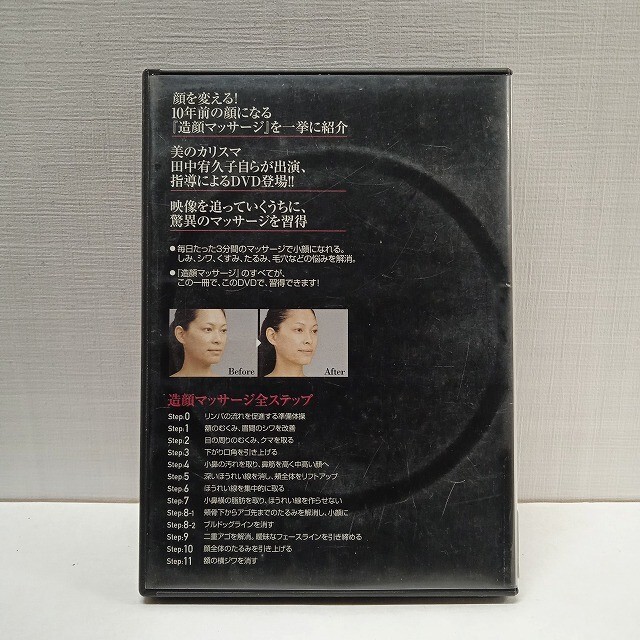 顔を変える!
10年前の顔になる
『造顔マッサージ』を一挙に紹介
美のカリスマ
田中宥久子自らが出演、
指導によるDVD登場!!
映像を追っていくうちに、
驚異のマッサージを習得
●毎日たった3分間のマッサージで小顔になれる。
しみ、シワ、くすみ、たるみ、毛穴などの悩みを解消。
●「造顔マッサージ」のすべてが、
この一冊で、このDVDで、習得できます!
Before
After
造顔マッサージ全ステップ
Step.0 リンパの流れを促進する準備体操
Step.1 額のむくみ、眉間のシワを改善
Step.2 目の周りのむくみ、クマを取る
Step.3 下がり口角を引き上げる
Step.4 小鼻の汚れを取り、鼻筋を高く中高い顔へ
Step.5 深いほうれい線を消し、頬全体をリフトアップ
Step.6 ほうれい線を集中的に取る
Step.7 小鼻横の脂肪を取り、ほうれい線を作らせない
Step.8-1 頬骨下からアゴ先までのたるみを解消し、小顔に
Step.8-2 ブルドッグラインを消す
Step.9 二重アゴを解消。曖昧なフェースラインを引き締める
Step.10 顔全体のたるみを引き上げる
Step.11 額の横ジワを消す